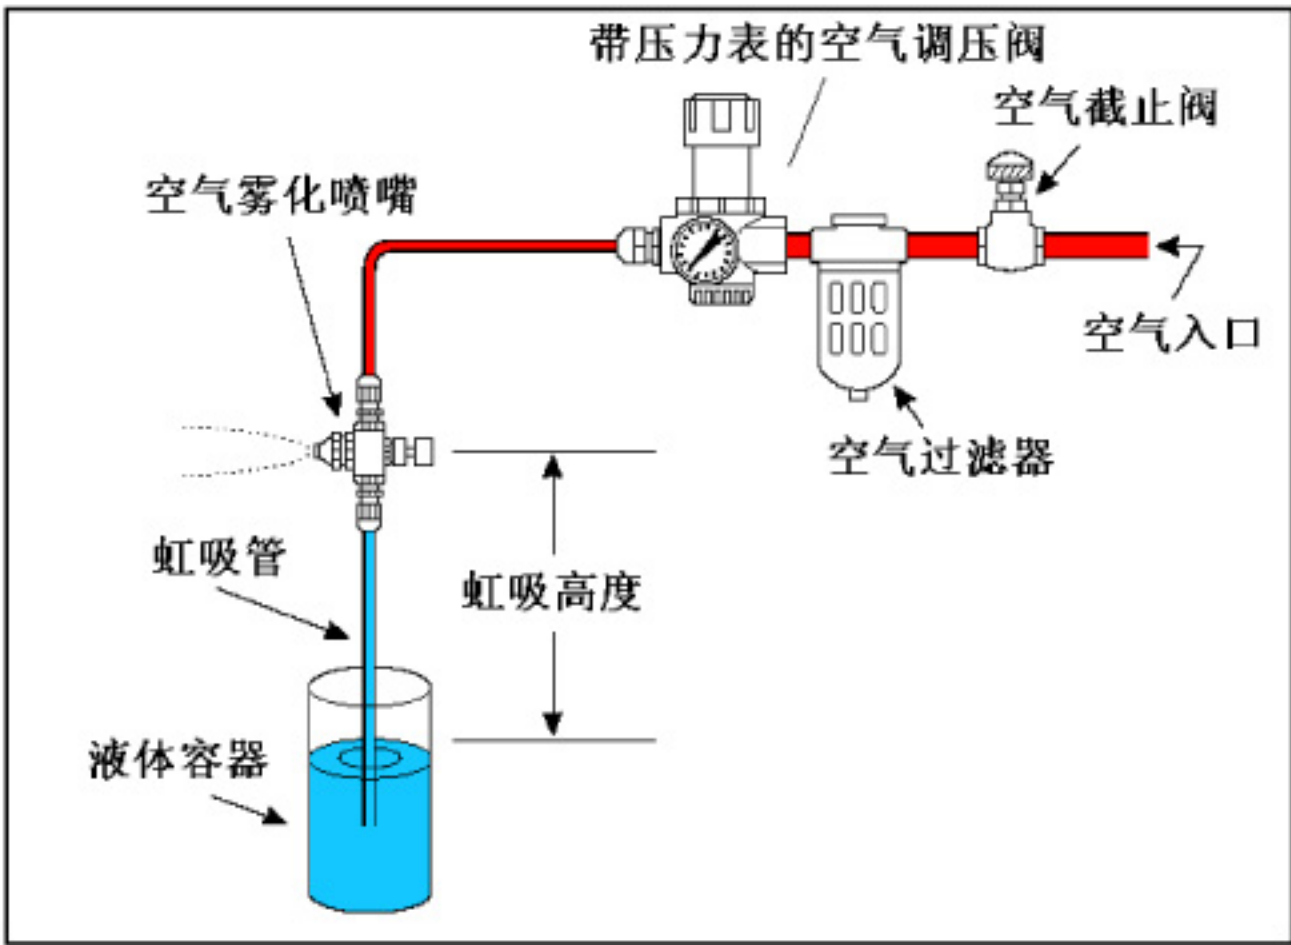 带压力表的空气调压阀
空气截止阀
空气雾化喷嘴
空气入口
空气过滤器
虹吸管
虹吸高度
液体容器